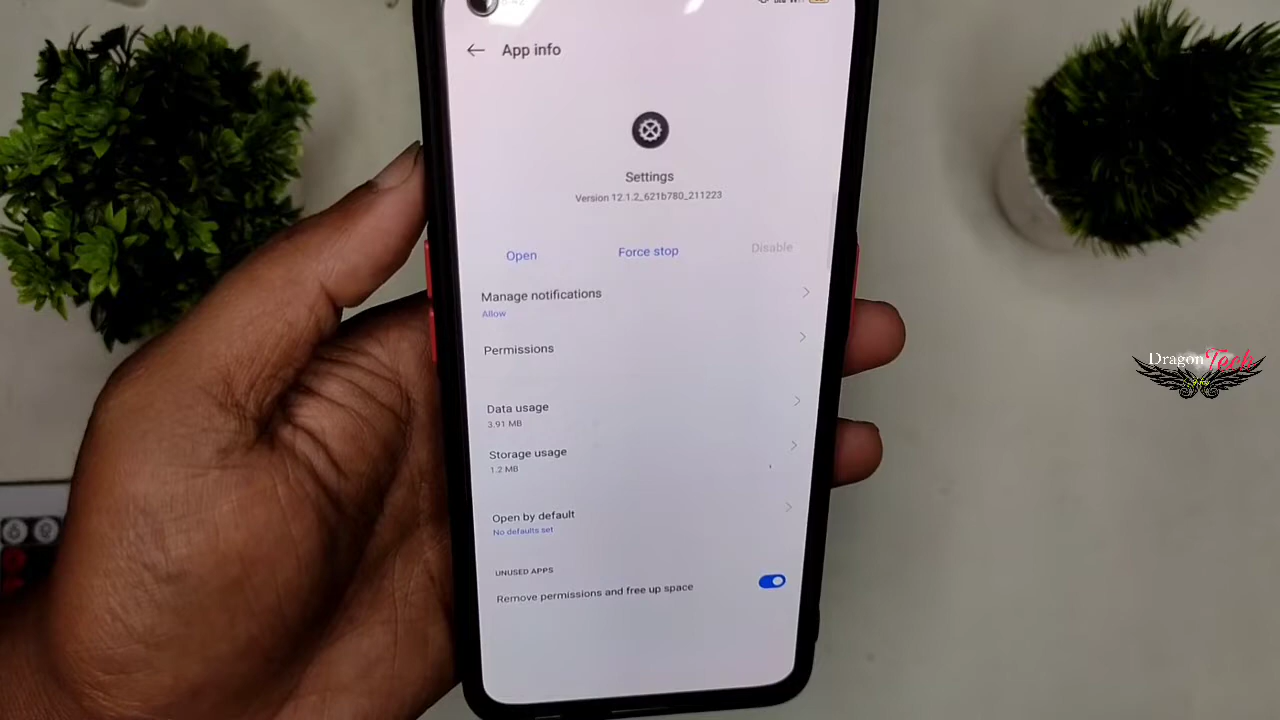 App info
Settings
Version 12.1.2_621b780_211223
Open
Force stop
Disable
Manage notifications
Allow
Permissions
Data usage
3.91 MB
Storage usage
1.2 MB
Open by default
No defaults set
UNUSED APPS
Remove permissions and free up space
Dragon Tech